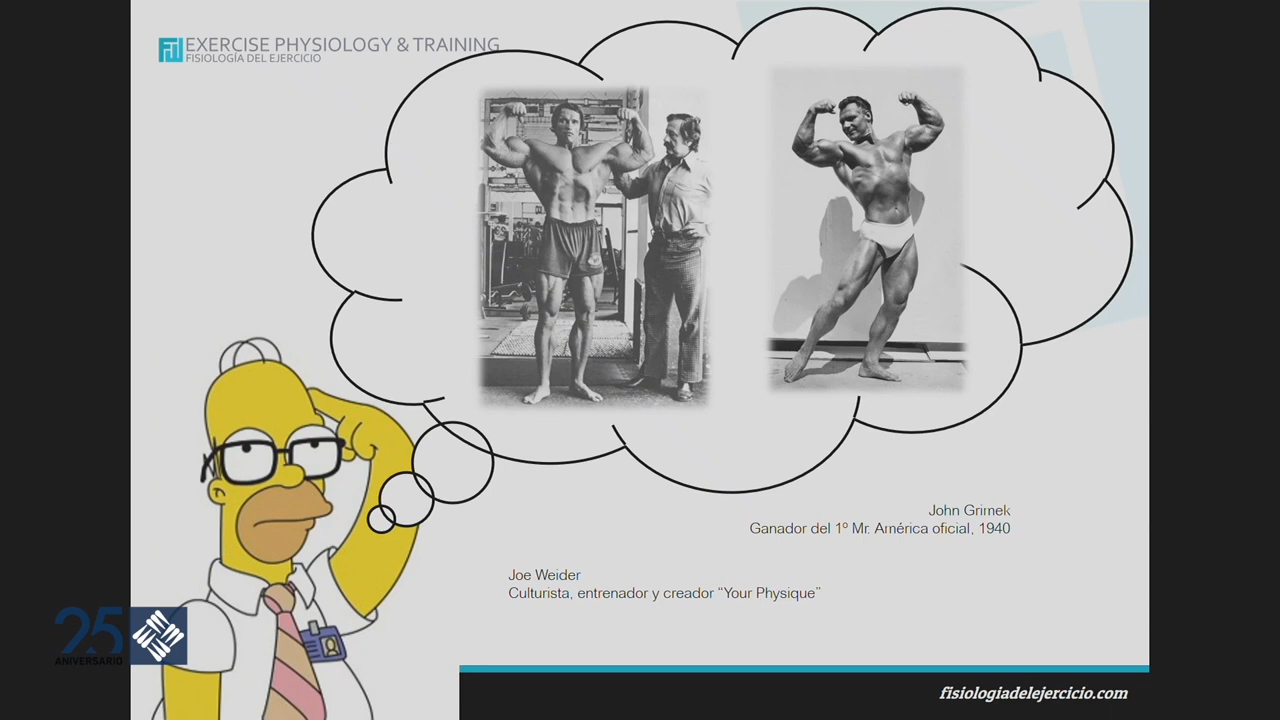 EXERCISE PHYSIOLOGY & TRAINING
FISIOLOGÍA DEL EJERCICIO
John Grimek
Ganador del 1º Mr. América oficial, 1940
Joe Weider
Culturista, entrenador y creador “Your Physique”
25
ANIVERSARIO
fisiologiadelejercicio.com